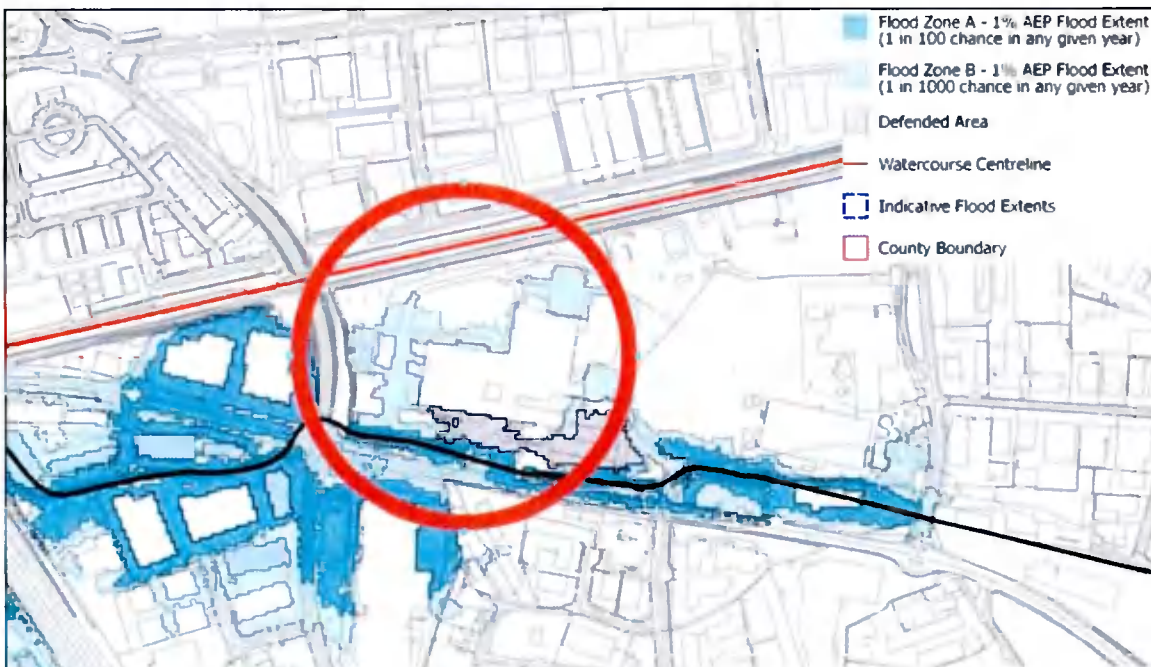 Flood Zone A - 1% AEP Flood Extent
(1 in 100 chance in any given year)
Flood Zone B - 1% AEP Flood Extent
(1 in 1000 chance in any given year)
Defended Area
Watercourse Centreline
Indicative Flood Extents
County Boundary